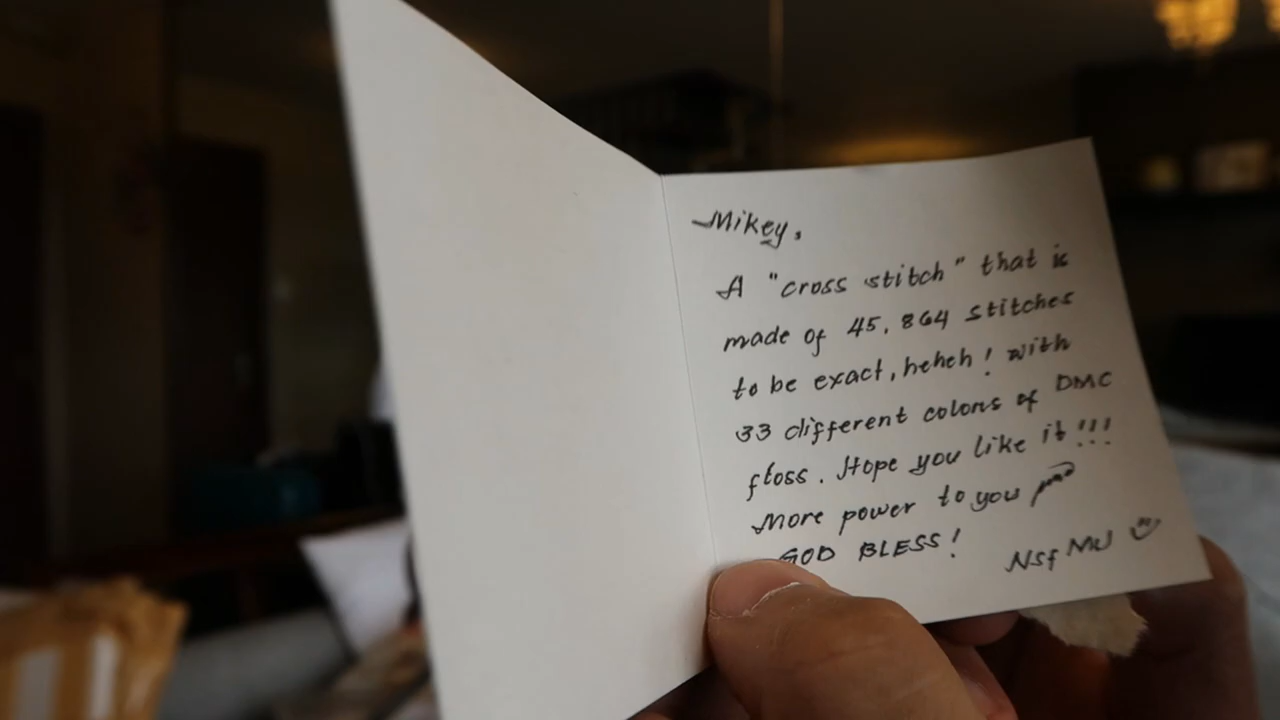 Mikey,
A "cross stitch" that is
made of 45,864 stitches
to be exact, heheh! with
33 different colors of DMC
floss. Hope you like it!!!
More power to you
GOD BLESS!